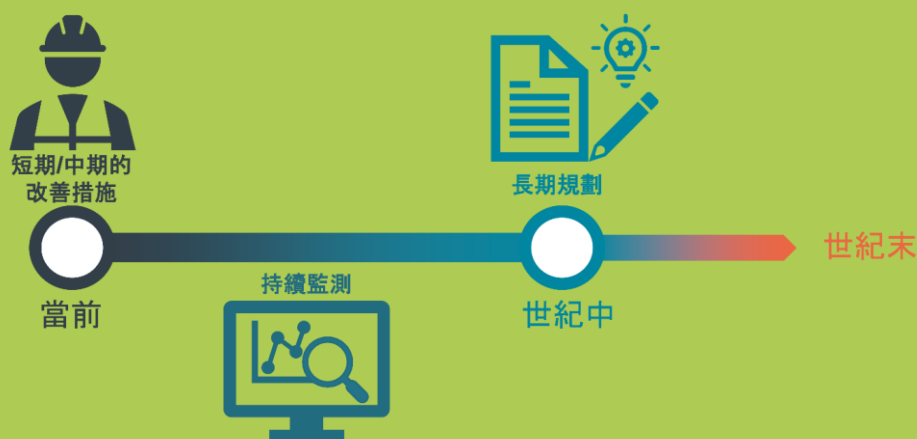 短期/中期的
改善措施
長期規劃
世紀末
持續監測
當前
世紀中